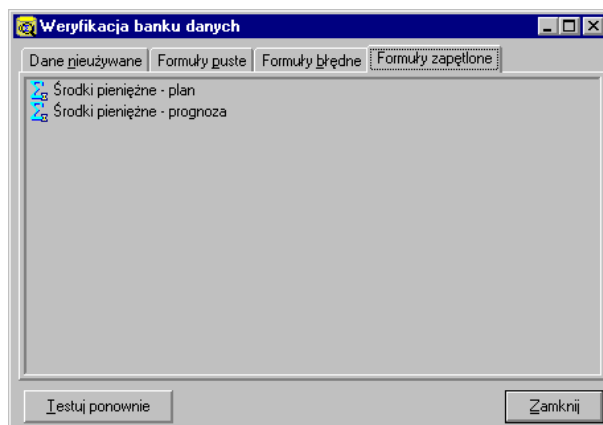 Weryfikacja banku danych
Dane nieużywane Formuły puste Formuły błędne Formuły zapętlone
Środki pieniężne - plan
Środki pieniężne - prognoza
Testuj ponownie Zamknij